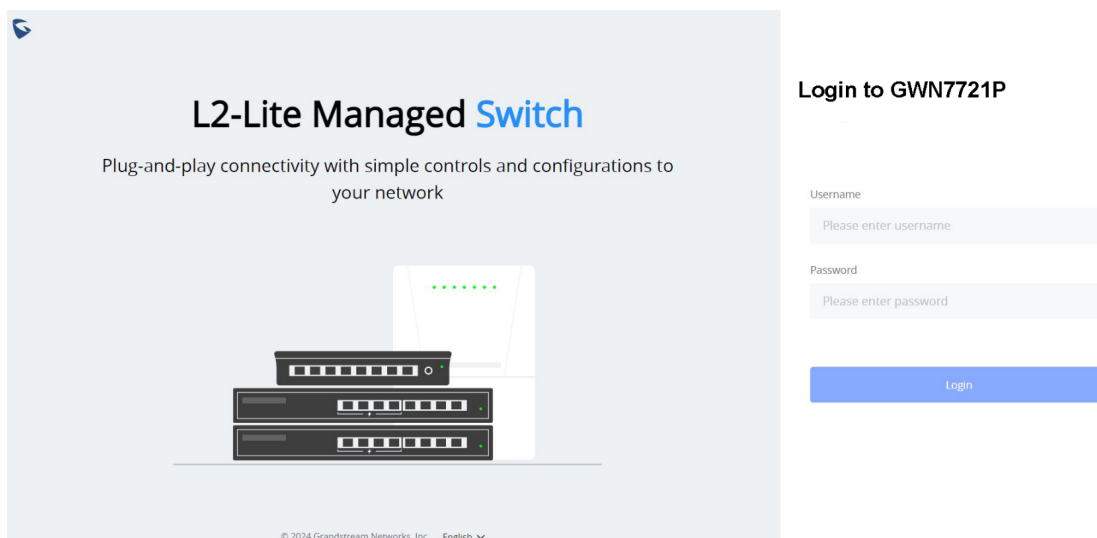 L2-Lite Managed Switch
Plug-and-play connectivity with simple controls and configurations to
your network
© 2024 Grandstream Networks, Inc. English
Login to GWN7721P
Username
Please enter username
Password
Please enter password
Login